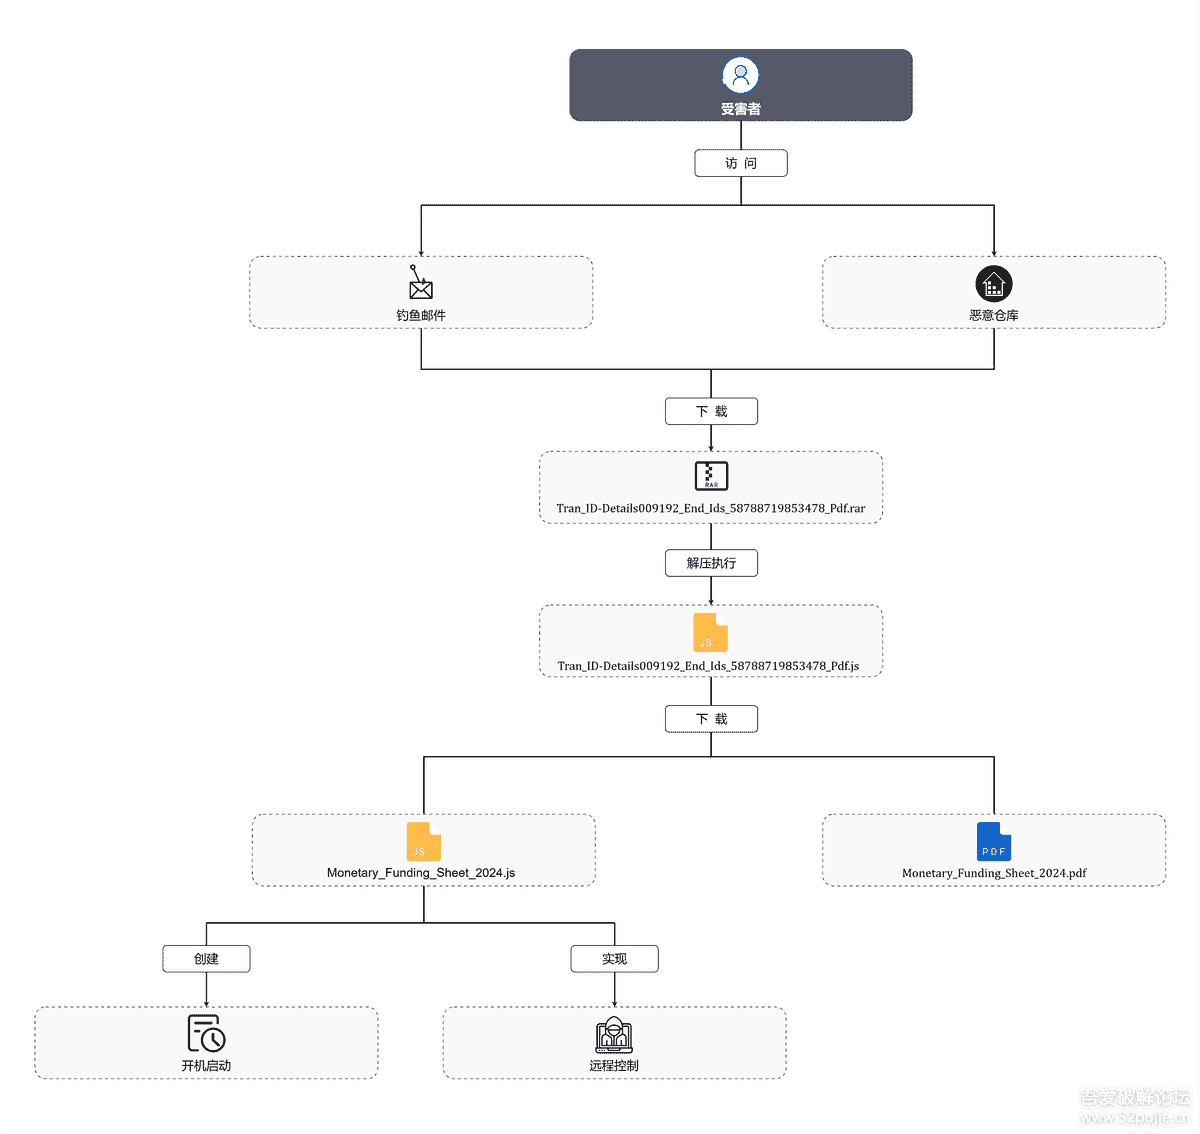 受害者
访 问
钓鱼邮件
恶意仓库
下 载
RAR
Tran_ID-Details009192_End_Ids_58788719853478_Pdf.rar
解压执行
JS
Tran_ID-Details009192_End_Ids_58788719853478_Pdf.js
下 载
JS
Monetary_Funding_Sheet_2024.js
PDF
Monetary_Funding_Sheet_2024.pdf
创建
实现
开机启动
远程控制
吾爱破解论坛
www.52pojie.cn